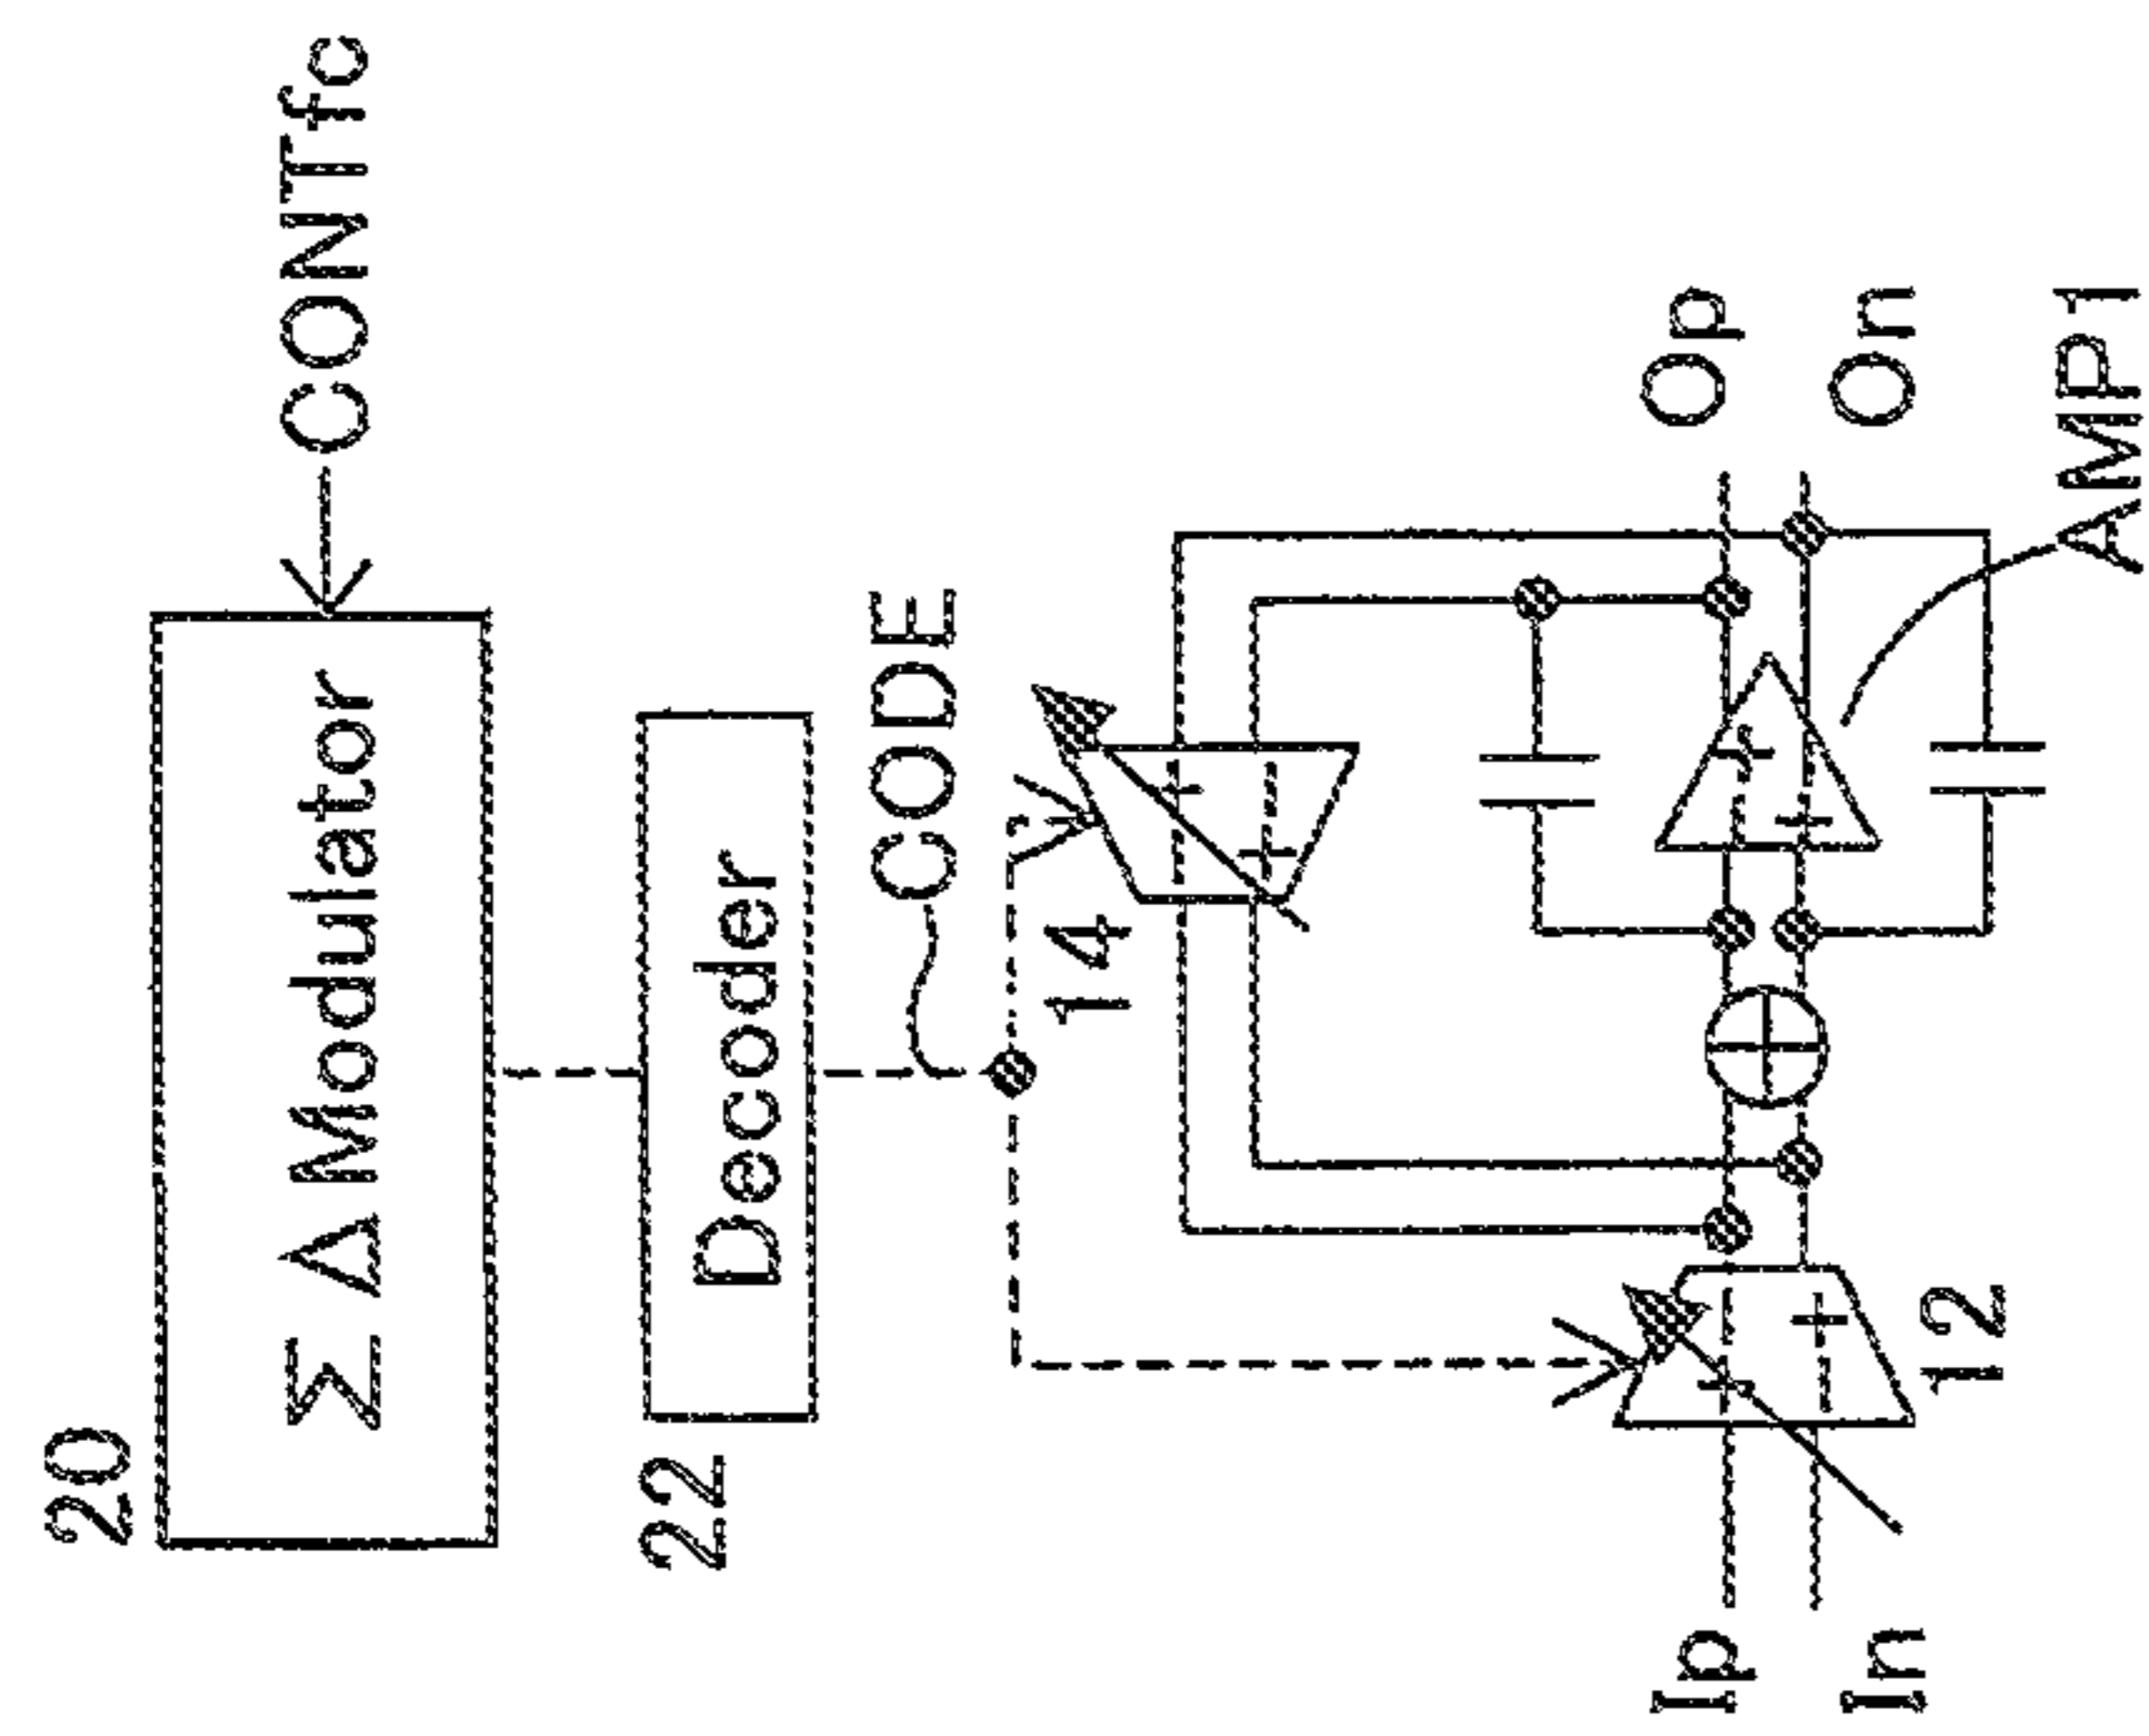 20
Σ Δ Modulator
CONTfc
22
Decoder
CODE
14
Ip
In
12
Op
On
AMP1